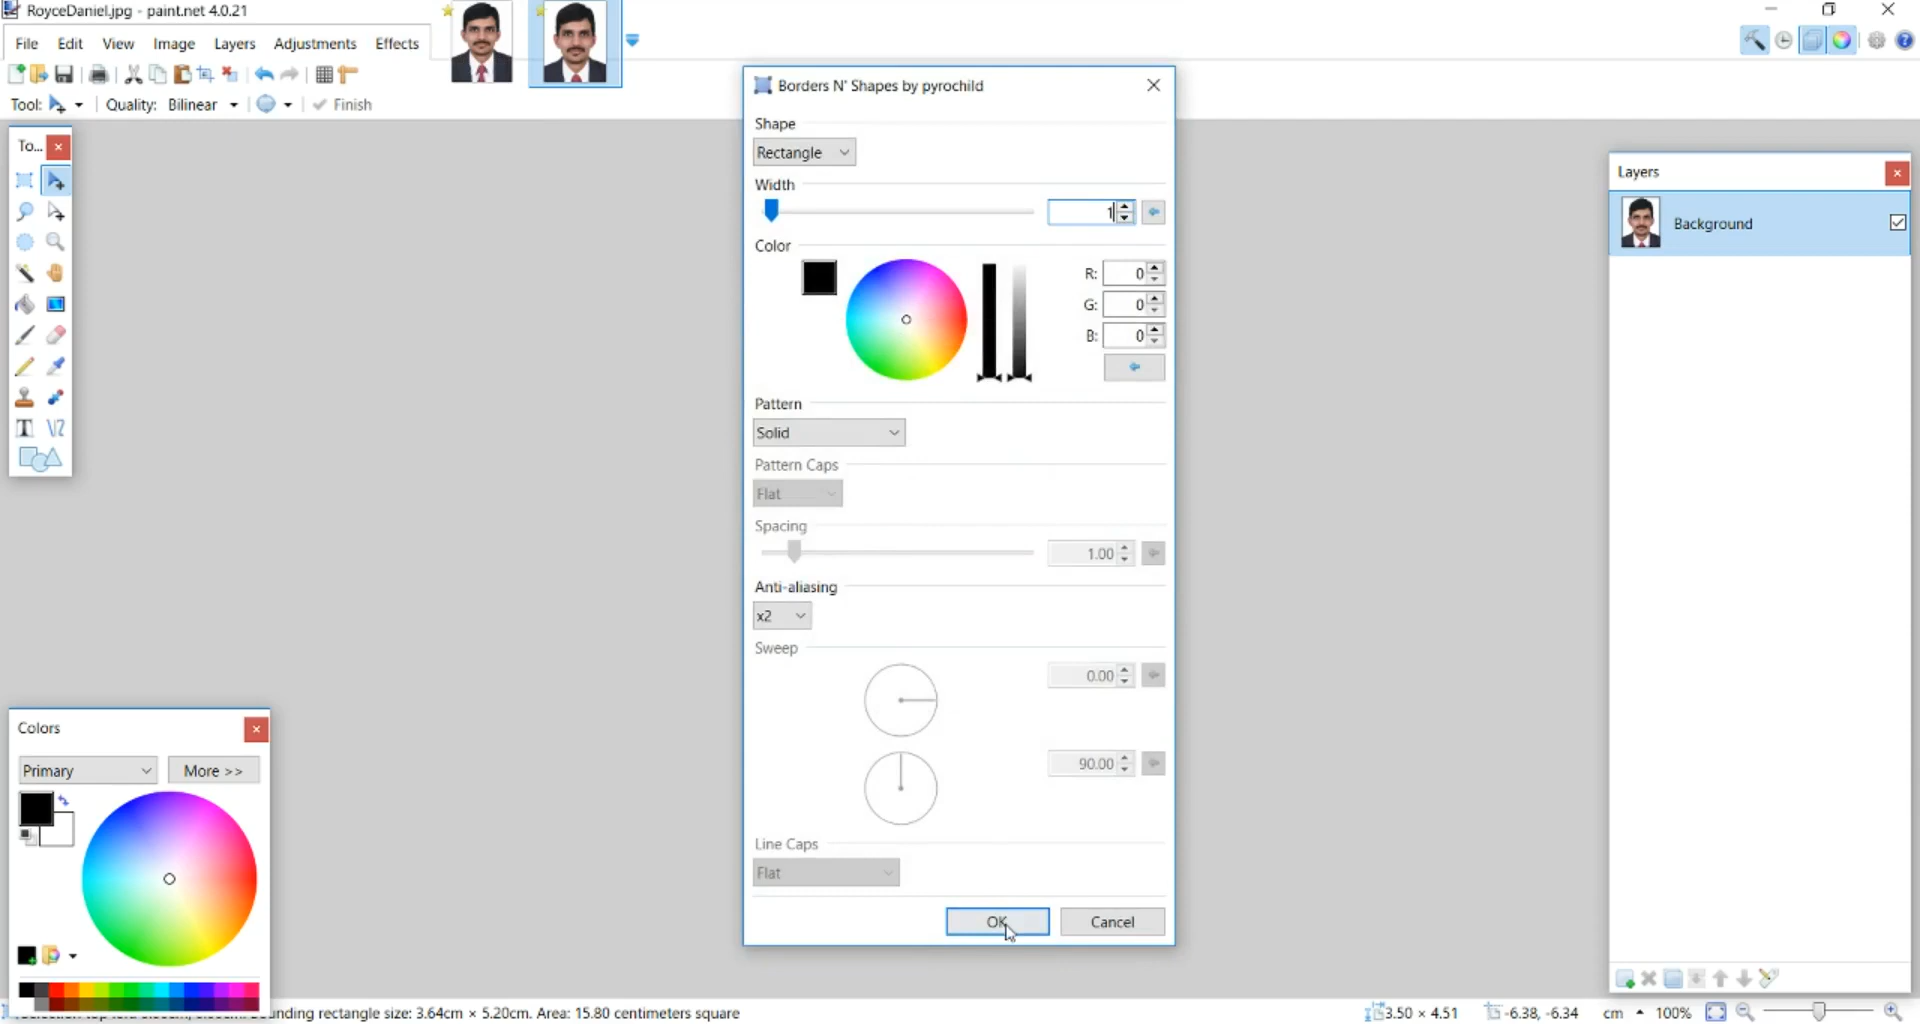 RoyceDaniel.jpg - paint.net 4.0.21
File Edit View Image Layers Adjustments Effects
Tool: Quality: Bilinear Finish
To...
Borders N' Shapes by pyrochild
Shape
Rectangle
Width
1
Color
R: 0
G: 0
B: 0
Pattern
Solid
Pattern Caps
Flat
Spacing
1.00
Anti-aliasing
x2
Sweep
0.00
90.00
Line Caps
Flat
OK Cancel
Layers
Background
Colors
Primary More >>
rectangle size: 3.64cm × 5.20cm. Area: 15.80 centimeters square 3.50 × 4.51 -6.38, -6.34 cm 100%